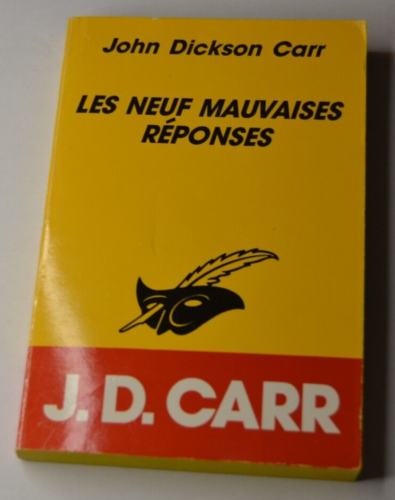 John Dickson Carr
LES NEUF MAUVAISES
RÉPONSES
J. D. CARR